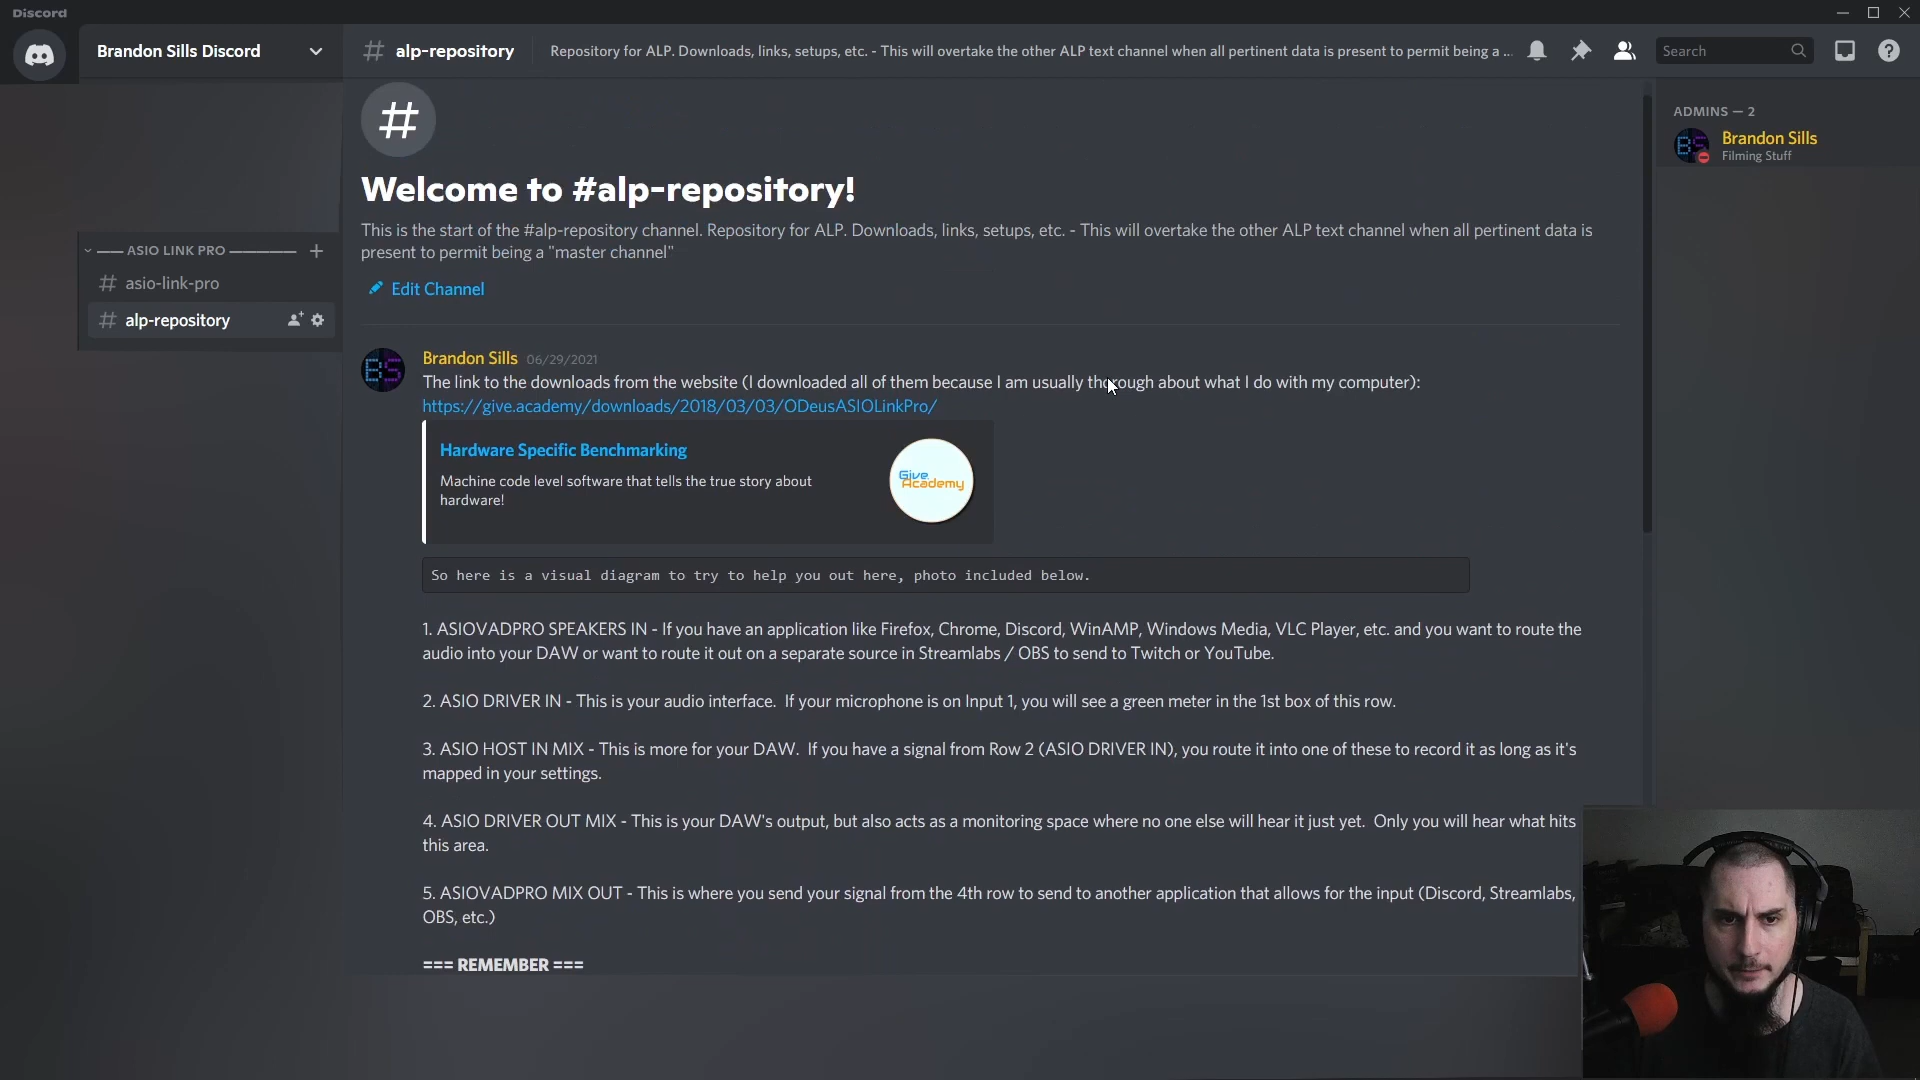 Discord
Brandon Sills Discord
alp-repository
Repository for ALP. Downloads, links, setups, etc. - This will overtake the other ALP text channel when all pertinent data is present to permit being a ...
Search
ASIO LINK PRO
asio-link-pro
alp-repository
#
Welcome to #alp-repository!
This is the start of the #alp-repository channel. Repository for ALP. Downloads, links, setups, etc. - This will overtake the other ALP text channel when all pertinent data is
present to permit being a "master channel"
Edit Channel
Brandon Sills 06/29/2021
The link to the downloads from the website (I downloaded all of them because I am usually thorough about what I do with my computer):
https://give.academy/downloads/2018/03/03/ODeusASIOLinkPro/
Hardware Specific Benchmarking
Machine code level software that tells the true story about
hardware!
Give
Academy
So here is a visual diagram to try to help you out here, photo included below.
1. ASIOVADPRO SPEAKERS IN - If you have an application like Firefox, Chrome, Discord, WinAMP, Windows Media, VLC Player, etc. and you want to route the
audio into your DAW or want to route it out on a separate source in Streamlabs / OBS to send to Twitch or YouTube.
2. ASIO DRIVER IN - This is your audio interface.  If your microphone is on Input 1, you will see a green meter in the 1st box of this row.
3. ASIO HOST IN MIX - This is more for your DAW.  If you have a signal from Row 2 (ASIO DRIVER IN), you route it into one of these to record it as long as it's
mapped in your settings.
4. ASIO DRIVER OUT MIX - This is your DAW's output, but also acts as a monitoring space where no one else will hear it just yet.  Only you will hear what hits
this area.
5. ASIOVADPRO MIX OUT - This is where you send your signal from the 4th row to send to another application that allows for the input (Discord, Streamlabs,
OBS, etc.)
=== REMEMBER ===
ADMINS — 2
BS
Brandon Sills
Filming Stuff